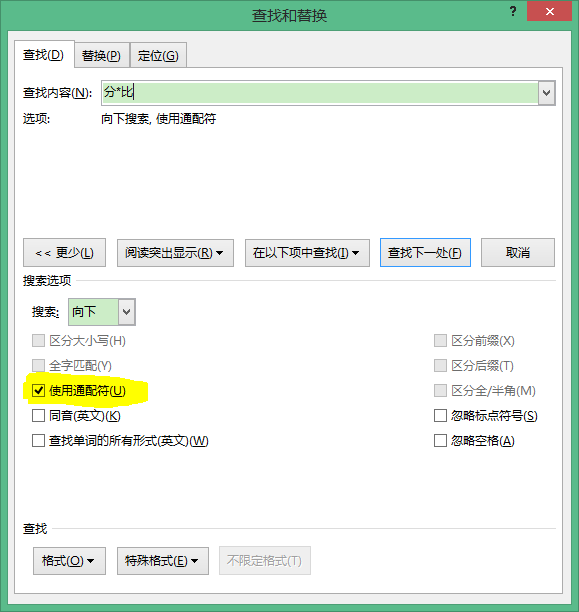 查找和替换
?
查找(D) 替换(P) 定位(G)
查找内容(N): 分*比
选项: 向下搜索, 使用通配符
<< 更少(L) 阅读突出显示(R) 在以下项中查找(I) 查找下一处(F) 取消
搜索选项
搜索: 向下
区分大小写(H) 区分前缀(X)
全字匹配(Y) 区分后缀(T)
使用通配符(U) 区分全/半角(M)
同音(英文)(K) 忽略标点符号(S)
查找单词的所有形式(英文)(W) 忽略空格(A)
查找
格式(O) 特殊格式(E) 不限定格式(T)